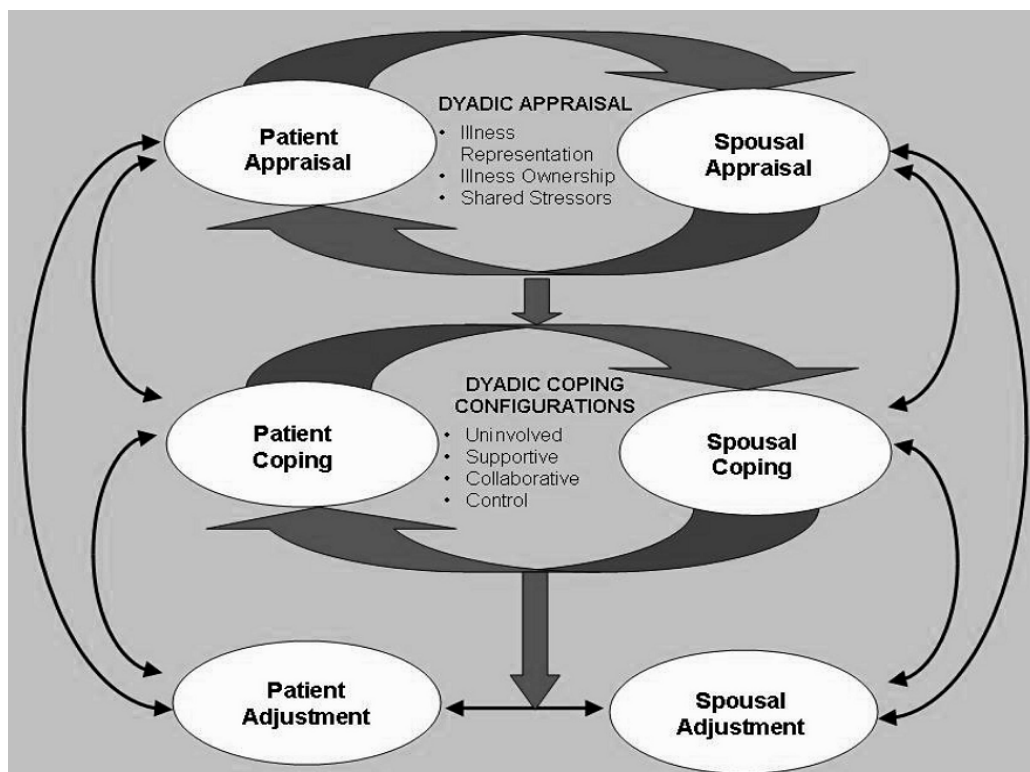 DYADIC APPRAISAL
Patient
Appraisal
• Illness
Representation
• Illness Ownership
• Shared Stressors
Spousal
Appraisal
DYADIC COPING
CONFIGURATIONS
Patient
Coping
• Uninvolved
• Supportive
• Collaborative
• Control
Spousal
Coping
Patient
Adjustment
Spousal
Adjustment